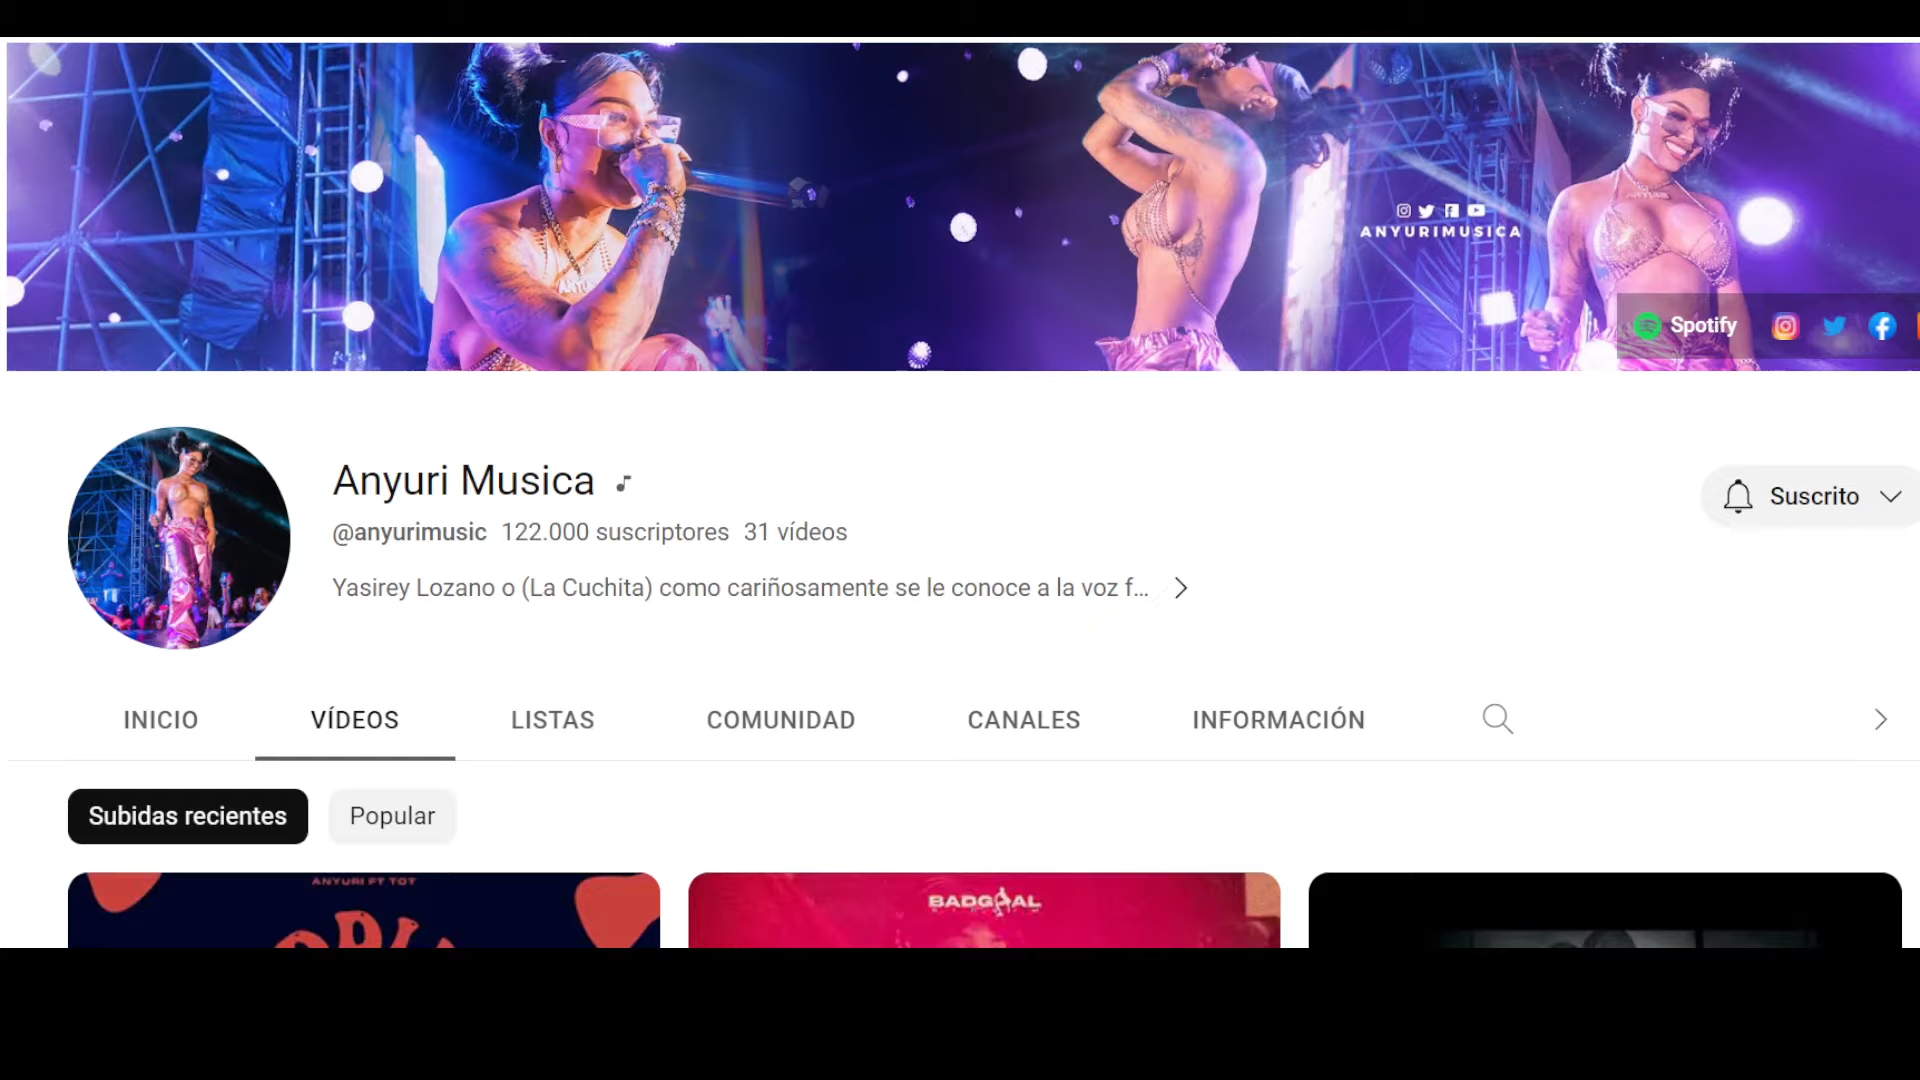 ANYURIMUSICA
Spotify
Anyuri Musica
@anyurimusic 122.000 suscriptores 31 vídeos
Yasirey Lozano o (La Cuchita) como cariñosamente se le conoce a la voz f...
Suscrito
INICIO VÍDEOS LISTAS COMUNIDAD CANALES INFORMACIÓN
Subidas recientes Popular
ANYURI FT TOT
BADGAAL